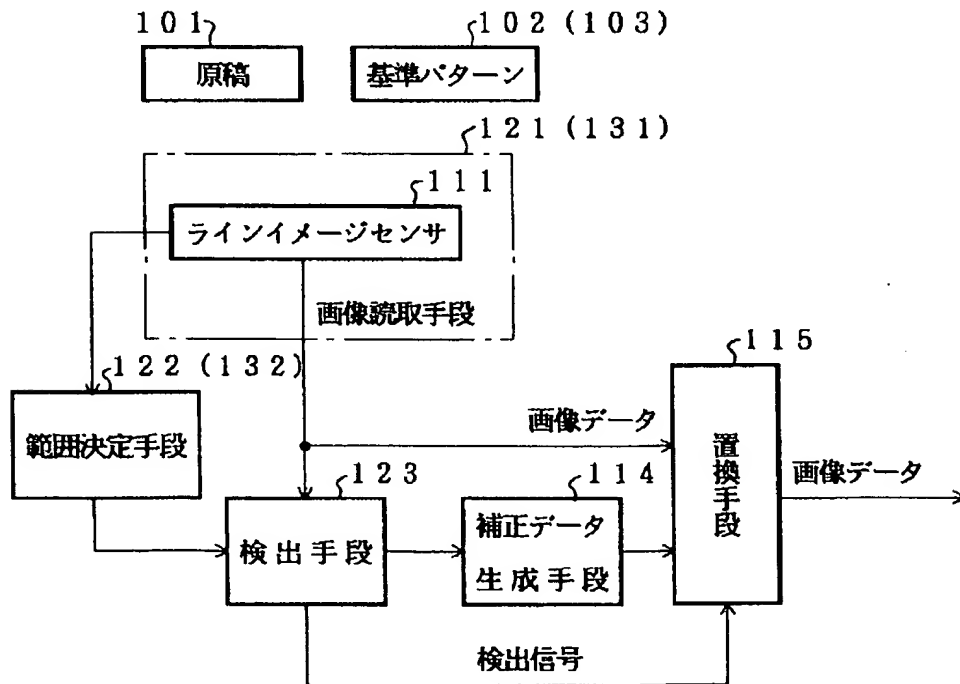 １０１
１０２（１０３）
原稿
基準パターン
１２１（１３１）
１１１
ラインイメージセンサ
画像読取手段
１１５
１２２（１３２）
範囲決定手段
画像データ
置換手段
画像データ
１２３
１１４
検出手段
補正データ
生成手段
検出信号